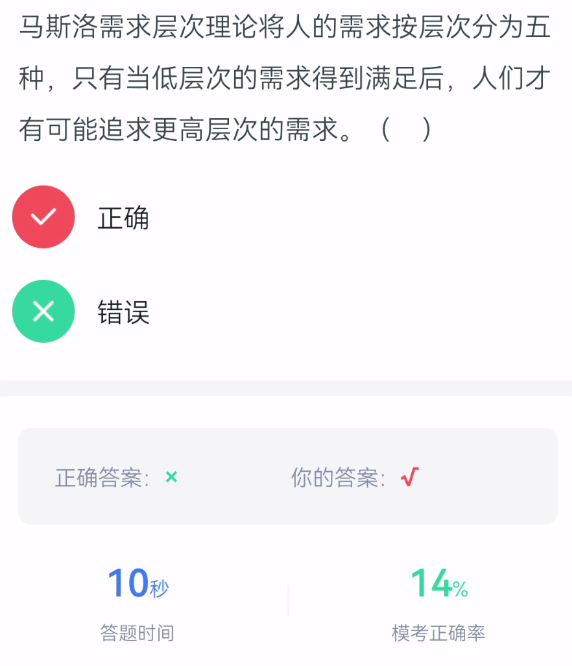 马斯洛需求层次理论将人的需求按层次分为五
种，只有当低层次的需求得到满足后，人们才
有可能追求更高层次的需求。（ ）
正确
错误
正确答案：× 你的答案：√
10秒 14%
答题时间 模考正确率